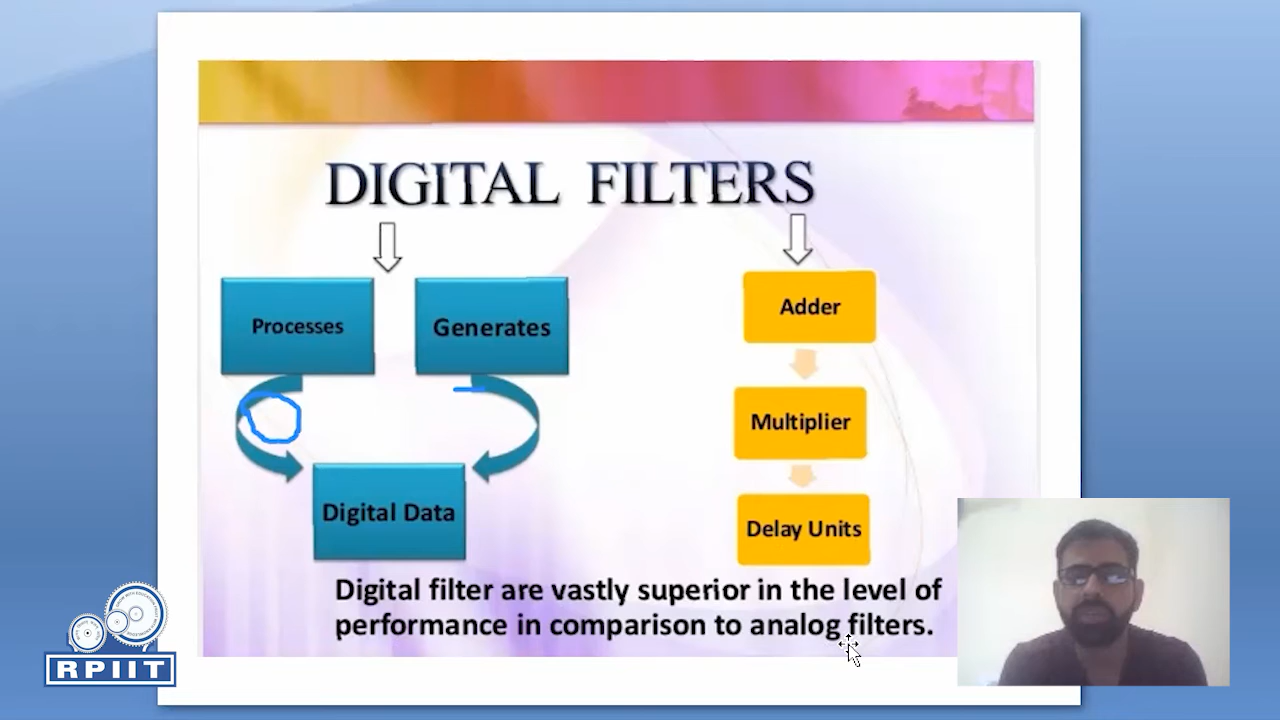 DIGITAL FILTERS
Processes
Generates
Digital Data
Adder
Multiplier
Delay Units
Digital filter are vastly superior in the level of
performance in comparison to analog filters.
RPIIT